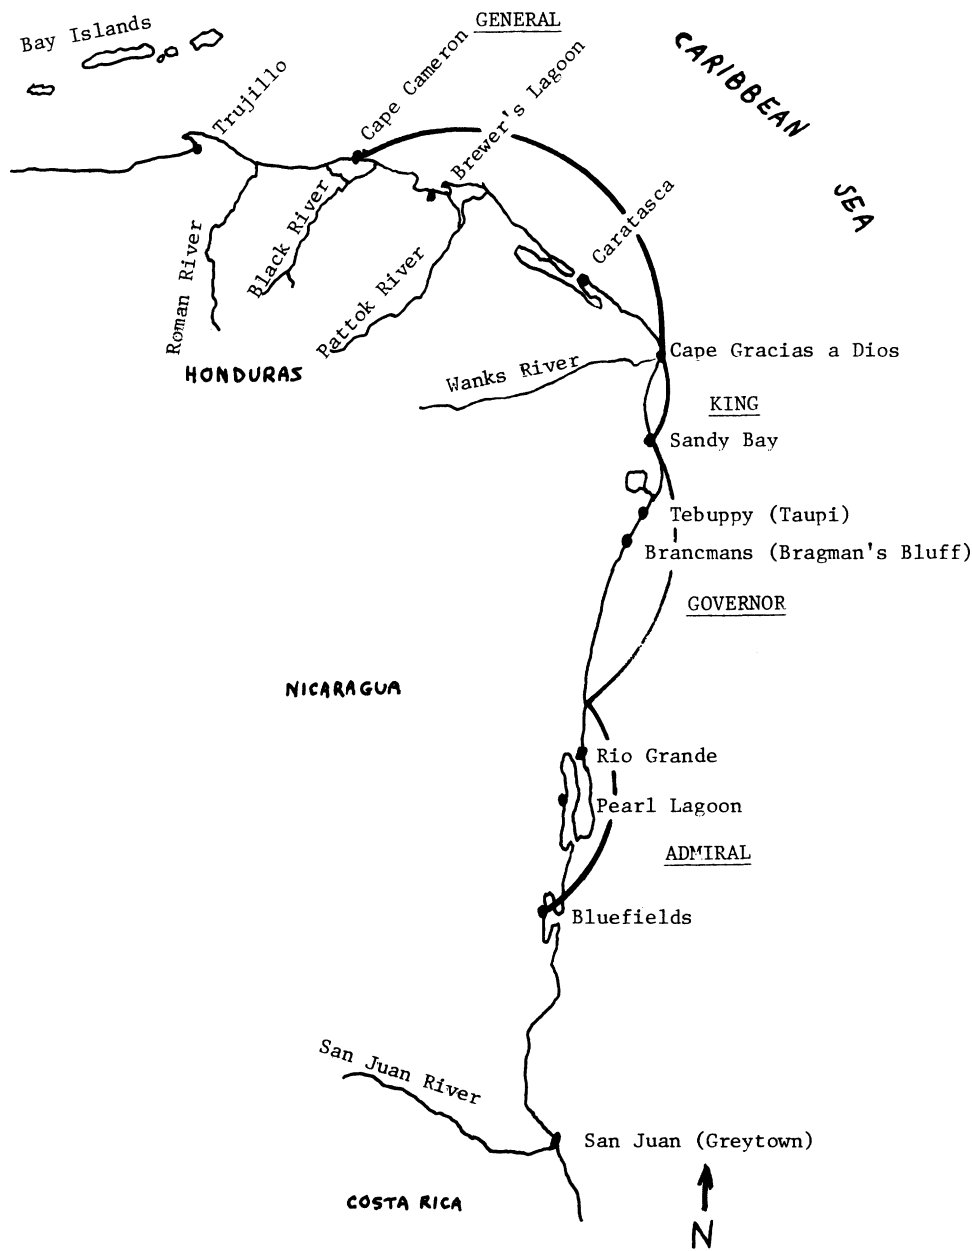 GENERAL
Bay Islands
CARIBBEAN
SEA
Trujillo
Cape Cameron
Brewer's Lagoon
Caratasca
Roman River
Black River
Pattok River
HONDURAS
Wanks River
Cape Gracias a Dios
KING
Sandy Bay
Tebuppy (Taupi)
Brancmans (Bragman's Bluff)
GOVERNOR
NICARAGUA
Rio Grande
Pearl Lagoon
ADMIRAL
Bluefields
San Juan River
San Juan (Greytown)
COSTA RICA
N